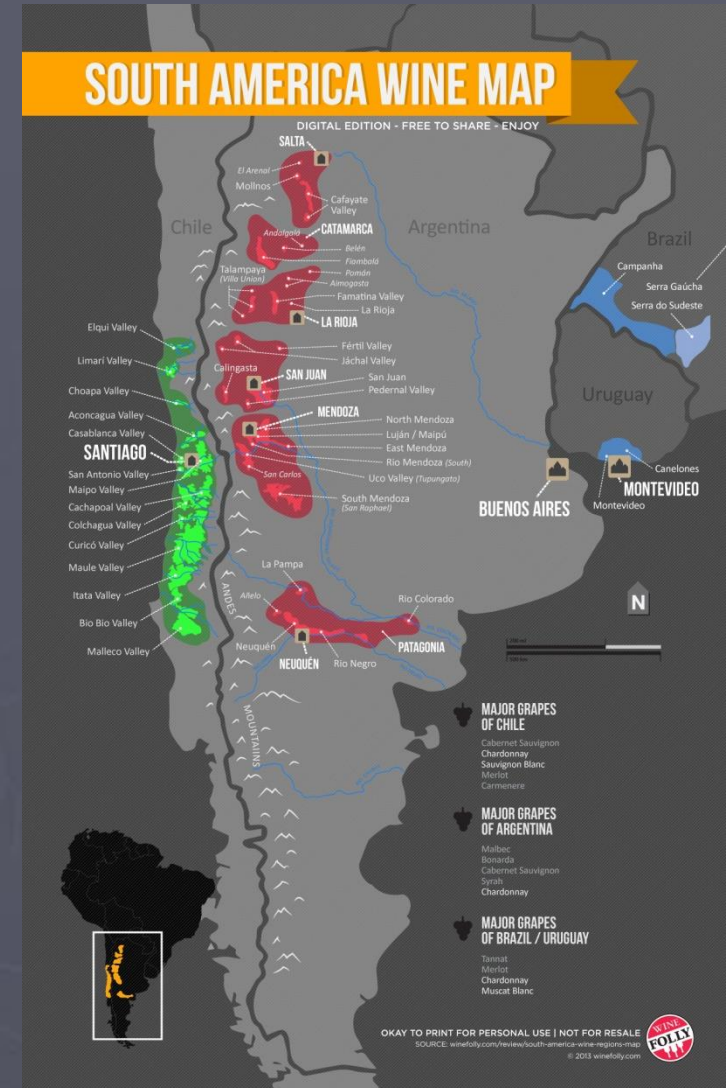 SOUTH AMERICA WINE MAP
DIGITAL EDITION - FREE TO SHARE - ENJOY
SALTA
El Arenal
Molinos
Cafayate
Valley
Chile
Argentina
Andalgalá
CATAMARCA
Belén
Fiambalá
Brazil
Campanha
Serra Gaúcha
Serra do Sudeste
Talampaya
(Villa Union)
Pomán
Aimogasta
Famatina Valley
La Rioja
LA RIOJA
Elqui Valley
Limarí Valley
Choapa Valley
Aconcagua Valley
Casablanca Valley
SANTIAGO
San Antonio Valley
Maipo Valley
Cachapoal Valley
Colchagua Valley
Curicó Valley
Maule Valley
Itata Valley
Bio Bio Valley
Malleco Valley
Fértil Valley
Jáchal Valley
Calingasta
SAN JUAN
San Juan
Pedernal Valley
MENDOZA
North Mendoza
Luján / Maipú
East Mendoza
Rio Mendoza (South)
Uco Valley (Tupungato)
San Carlos
South Mendoza
(San Raphael)
Uruguay
BUENOS AIRES
Canelones
MONTEVIDEO
Montevideo
La Pampa
Añelo
Rio Colorado
Neuquén
NEUQUÉN
Rio Negro
PATAGONIA
ANDES
MOUNTAIINS
N
MAJOR GRAPES
OF CHILE
Cabernet Sauvignon
Chardonnay
Sauvignon Blanc
Merlot
Carmenere
MAJOR GRAPES
OF ARGENTINA
Malbec
Bonarda
Cabernet Sauvignon
Syrah
Chardonnay
MAJOR GRAPES
OF BRAZIL / URUGUAY
Tannat
Merlot
Chardonnay
Muscat Blanc
OKAY TO PRINT FOR PERSONAL USE | NOT FOR RESALE
SOURCE: winefolly.com/review/south-america-wine-regions-map
© 2013 winefolly.com
WINE
FOLLY